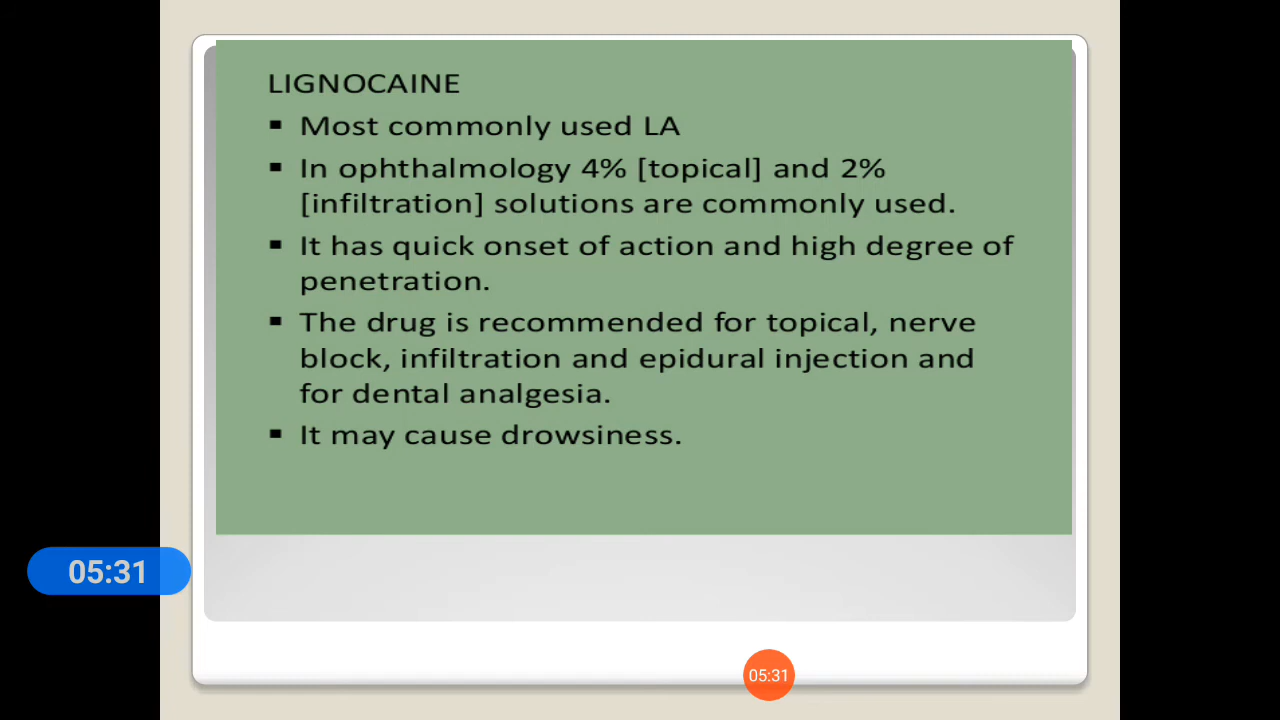 LIGNOCAINE
▪ Most commonly used LA
▪ In ophthalmology 4% [topical] and 2%
[infiltration] solutions are commonly used.
▪ It has quick onset of action and high degree of
penetration.
▪ The drug is recommended for topical, nerve
block, infiltration and epidural injection and
for dental analgesia.
▪ It may cause drowsiness.
05:31
05:31